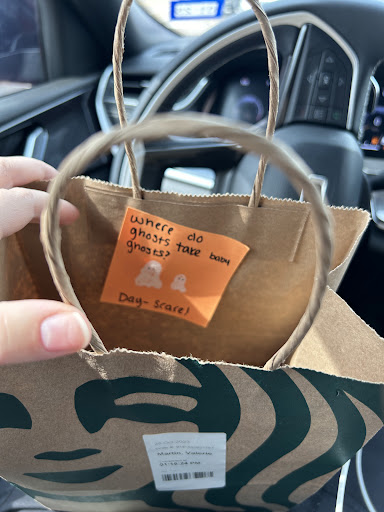 Where do
ghosts take baby
ghosts?
Day-scare!
Martin, Valerie